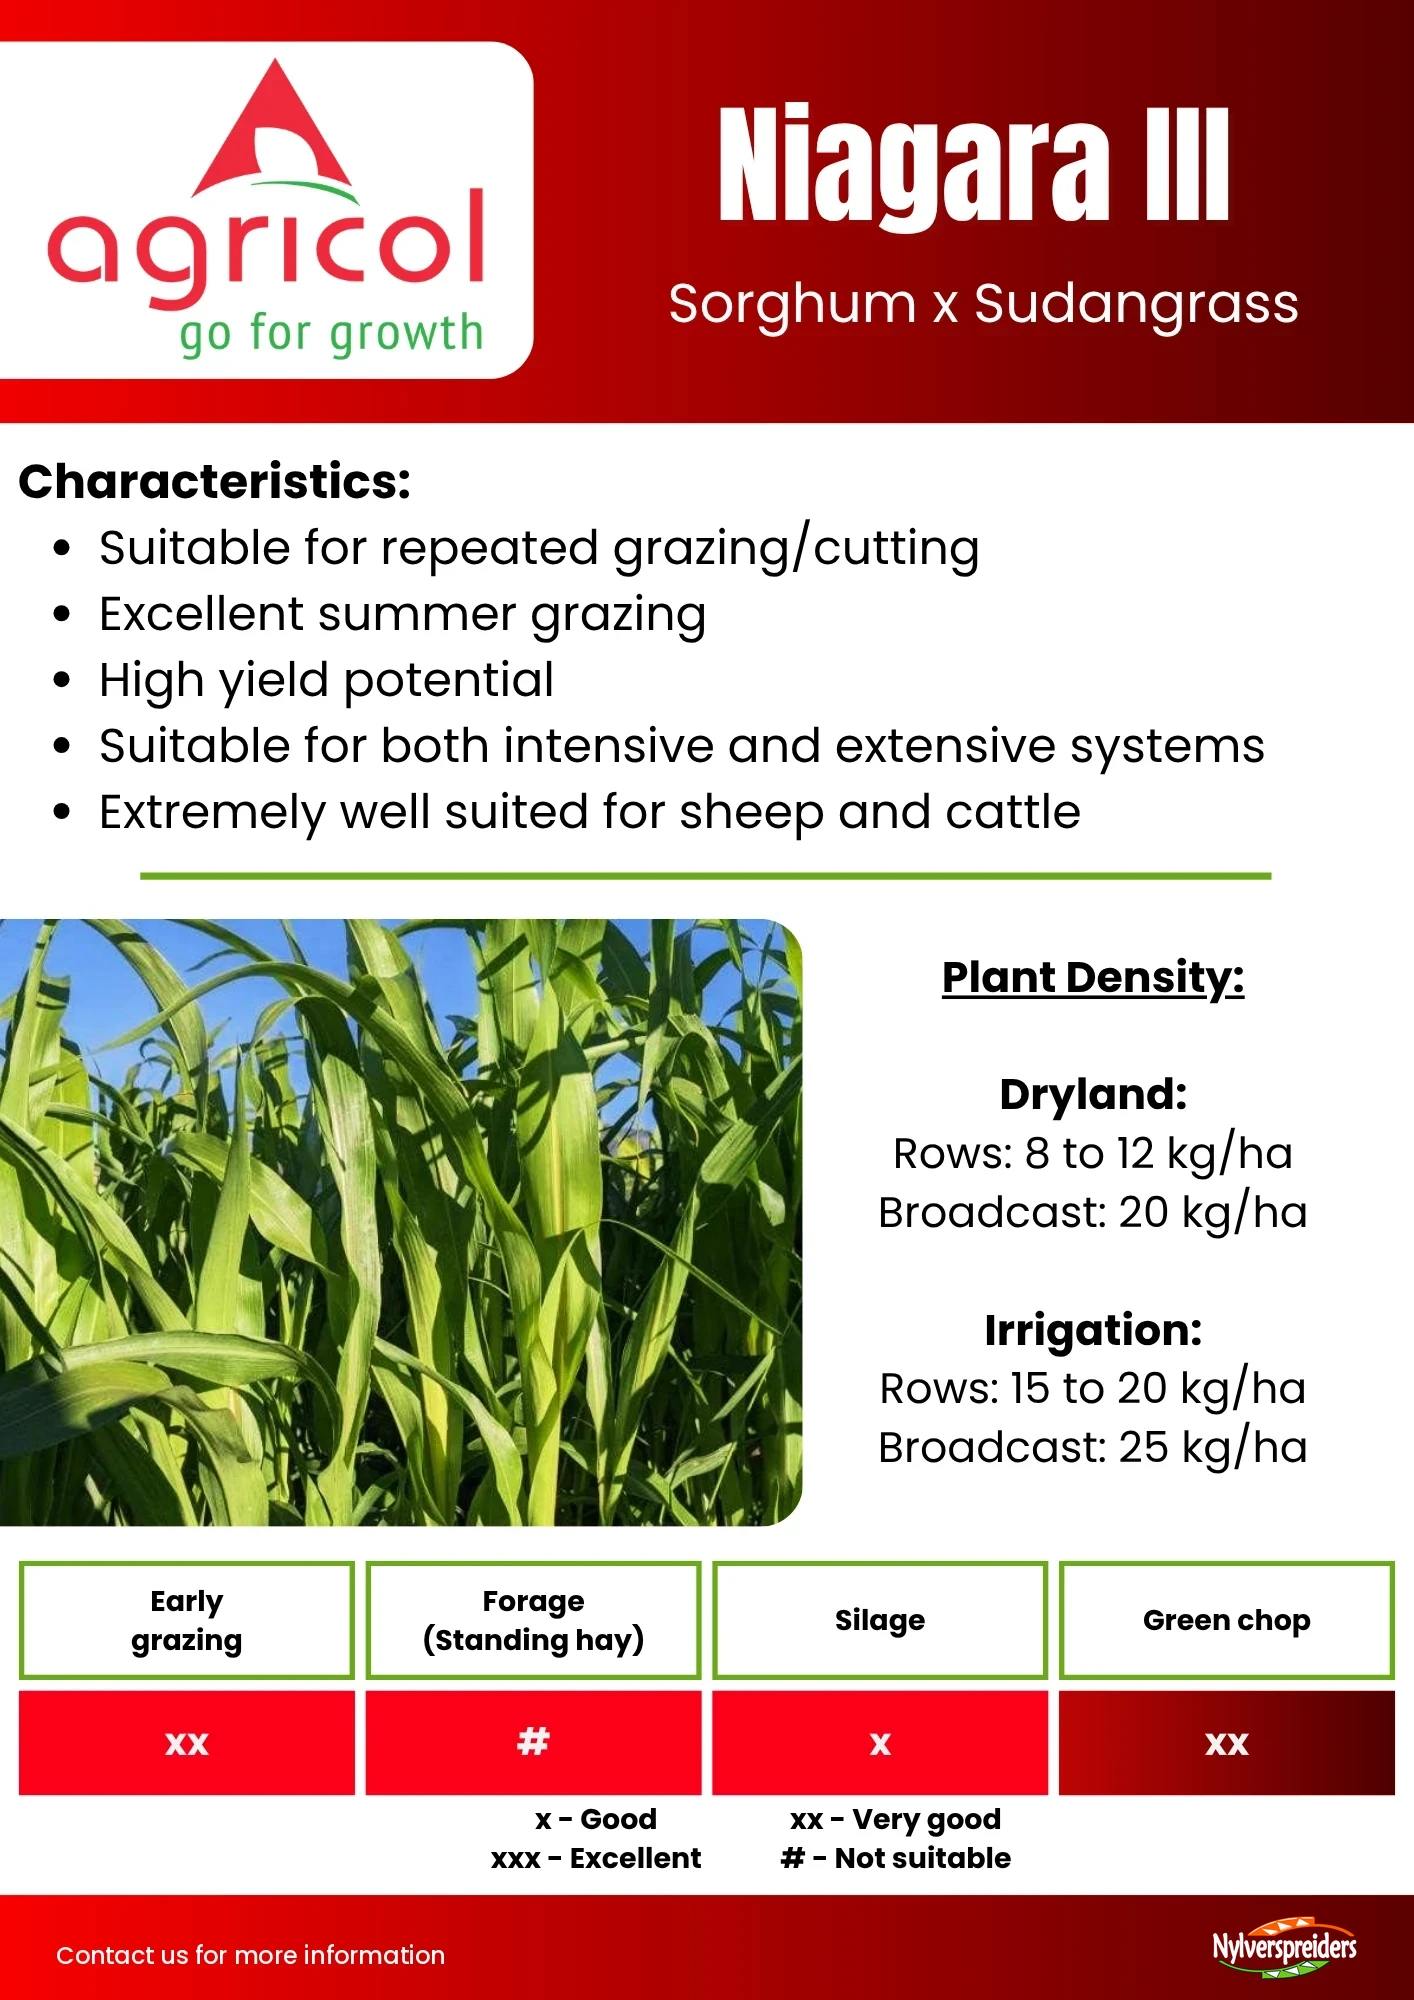 agricol
go for growth
Niagara III
Sorghum x Sudangrass
Characteristics:
• Suitable for repeated grazing/cutting
• Excellent summer grazing
• High yield potential
• Suitable for both intensive and extensive systems
• Extremely well suited for sheep and cattle
Plant Density:
Dryland:
Rows: 8 to 12 kg/ha
Broadcast: 20 kg/ha
Irrigation:
Rows: 15 to 20 kg/ha
Broadcast: 25 kg/ha
Early
grazing
Forage
(Standing hay)
Silage
Green chop
xx
#
x
xx
x - Good
xx - Very good
xxx - Excellent
# - Not suitable
Contact us for more information
Nylverspreiders